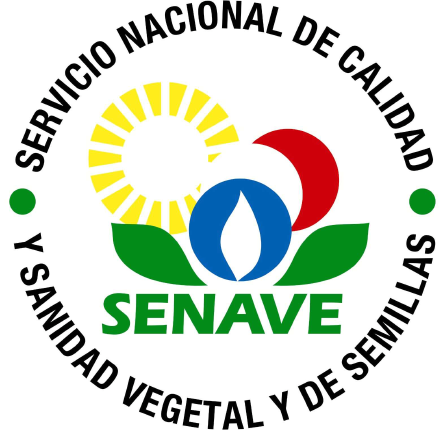 SERVICIO NACIONAL DE CALIDAD
Y SANIDAD VEGETAL Y DE SEMILLAS
SENAVE